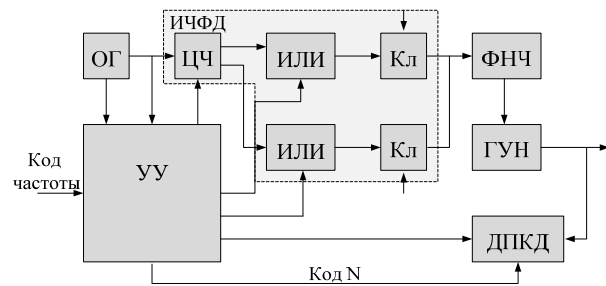 ИЧФД
ОГ
ЦЧ
ИЛИ
Кл
ФНЧ
ИЛИ
Кл
ГУН
Код
частоты
УУ
ДПКД
Код N